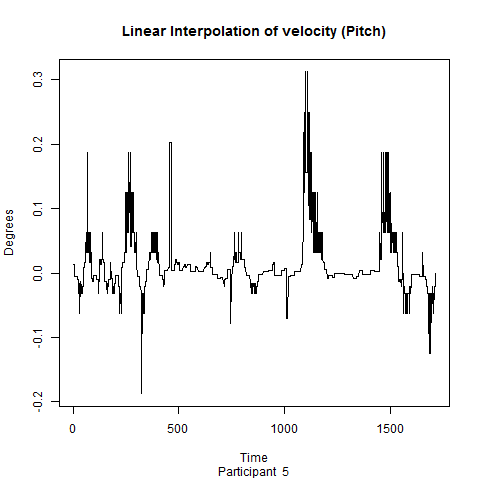 Linear Interpolation of velocity (Pitch)
Degrees
0.3
0.2
0.1
0.0
-0.1
-0.2
0 500 1000 1500
Time
Participant 5